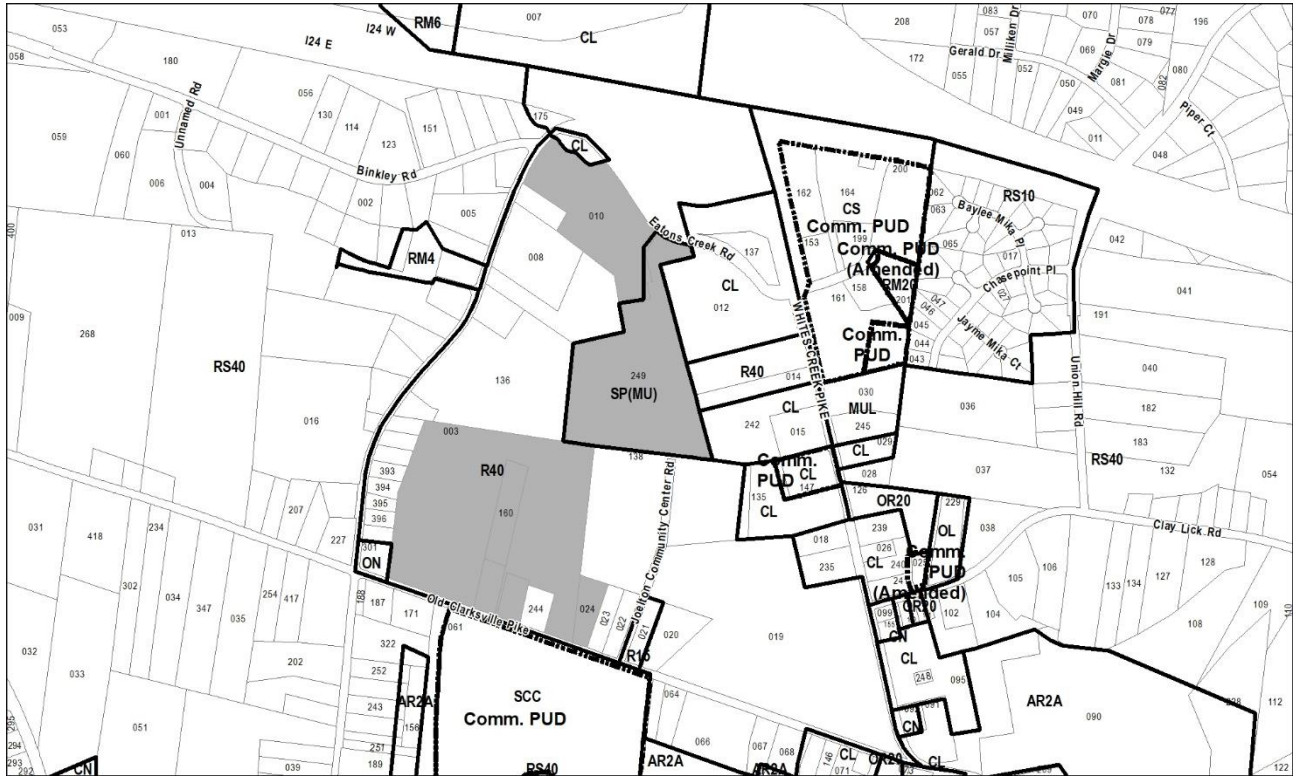 RM6
007
CL
I24 E
I24 W
053
058
180
059
060
001
Unnamed Rd
006
004
056
130
114
123
151
175
CL
Binkley Rd
002
005
RM4
008
010
083
077
208
057
Milliken Dr
070
078
196
Gerald Dr
172
055
052
069
Margie Dr
079
050
081
082
080
049
011
Piper Ct
048
400
013
009
268
RS40
016
136
003
249
SP(MU)
Eatons Creek Rd
137
CL
012
R40
014
CL
242
015
WHITES CREEK PIKE
162
164
200
CS
Comm. PUD
153
199
Comm. PUD
(Amended)
158
RM20
161
201
Comm.
PUD
062
063
RS10
Baylee Mika Pl
065
017
Chasepoint Pl
027
047
046
045
044
043
Jayme Mika Ct
042
041
191
Union Hill Rd
040
182
183
132
054
RS40
036
037
030
MUL
245
CL
029
028
126
Comm.
PUD
CL
147
135
CL
OR20
229
OL
038
Clay Lick Rd
018
235
239
026
CL
240
24
025
Comm.
PUD
(Amended)
OR20
099
155
CN
CL
248
095
102
104
105
106
133
134
127
128
108
109
110
112
AR2A
090
CN
091
CL
OR20
122
393
394
395
396
R40
160
138
Joelton Community Center Rd
301
ON
227
207
188
187
171
Old Clarksville Pike
244
024
023
022
021
R15
020
019
061
031
418
234
302
034
347
035
254
417
202
322
252
243
251
189
039
AR2A
156
SCC
Comm. PUD
RS40
064
066
067
068
AR2A
AR2A
146
CL
071
032
033
051
295
294
293
292
CN